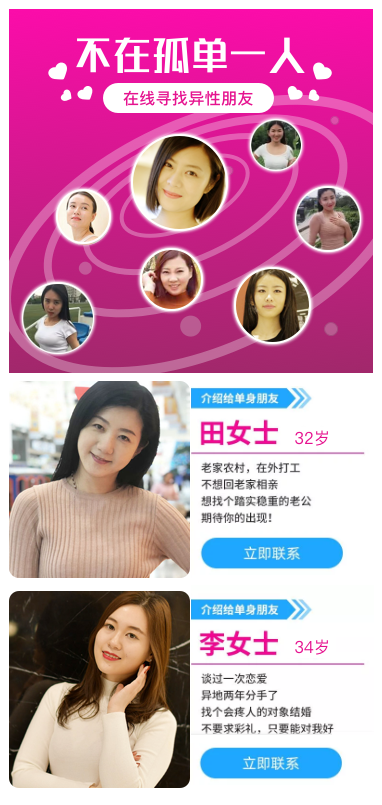 不在孤单一人
在线寻找异性朋友
介绍给单身朋友
田女士 32岁
老家农村，在外打工
不想回老家相亲
想找个踏实稳重的老公
期待你的出现！
立即联系
介绍给单身朋友
李女士 34岁
谈过一次恋爱
异地两年分手了
找个会疼人的对象结婚
不要求彩礼，只要能对我好
立即联系